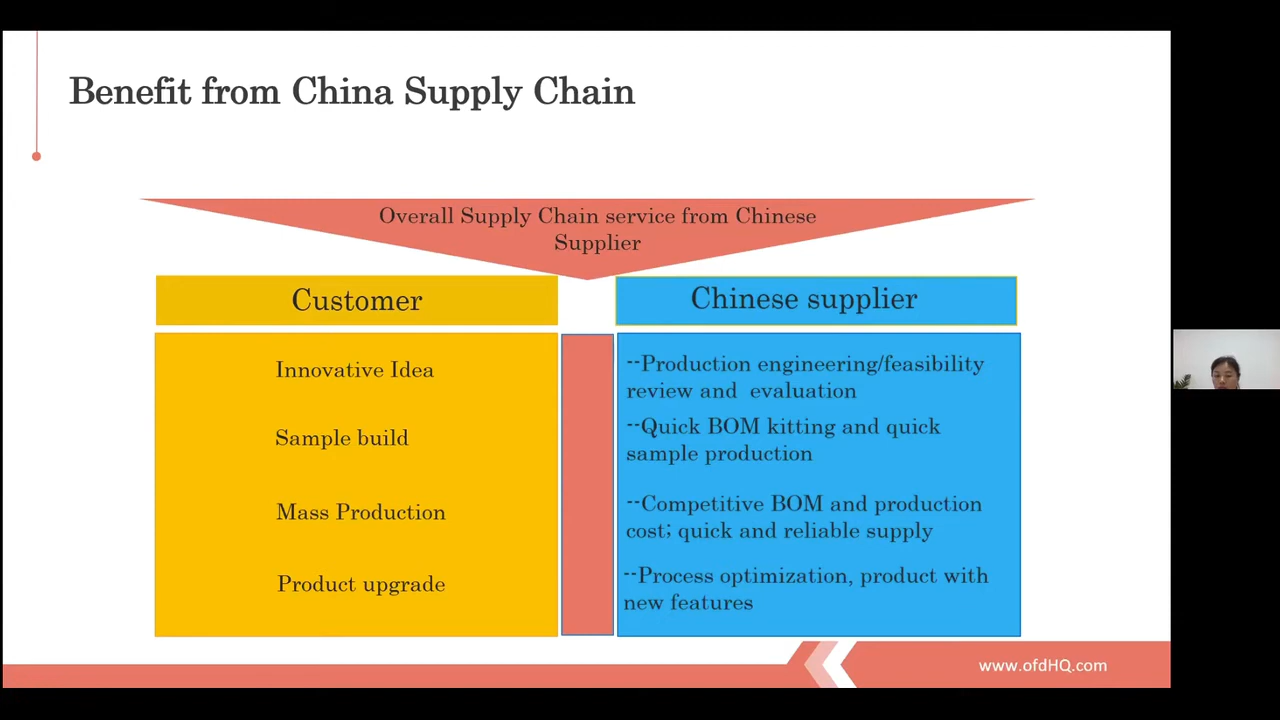 Benefit from China Supply Chain
Overall Supply Chain service from Chinese
Supplier
Customer
Chinese supplier
Innovative Idea
--Production engineering/feasibility
review and  evaluation
Sample build
--Quick BOM kitting and quick
sample production
Mass Production
--Competitive BOM and production
cost; quick and reliable supply
Product upgrade
--Process optimization, product with
new features
www.ofdHQ.com